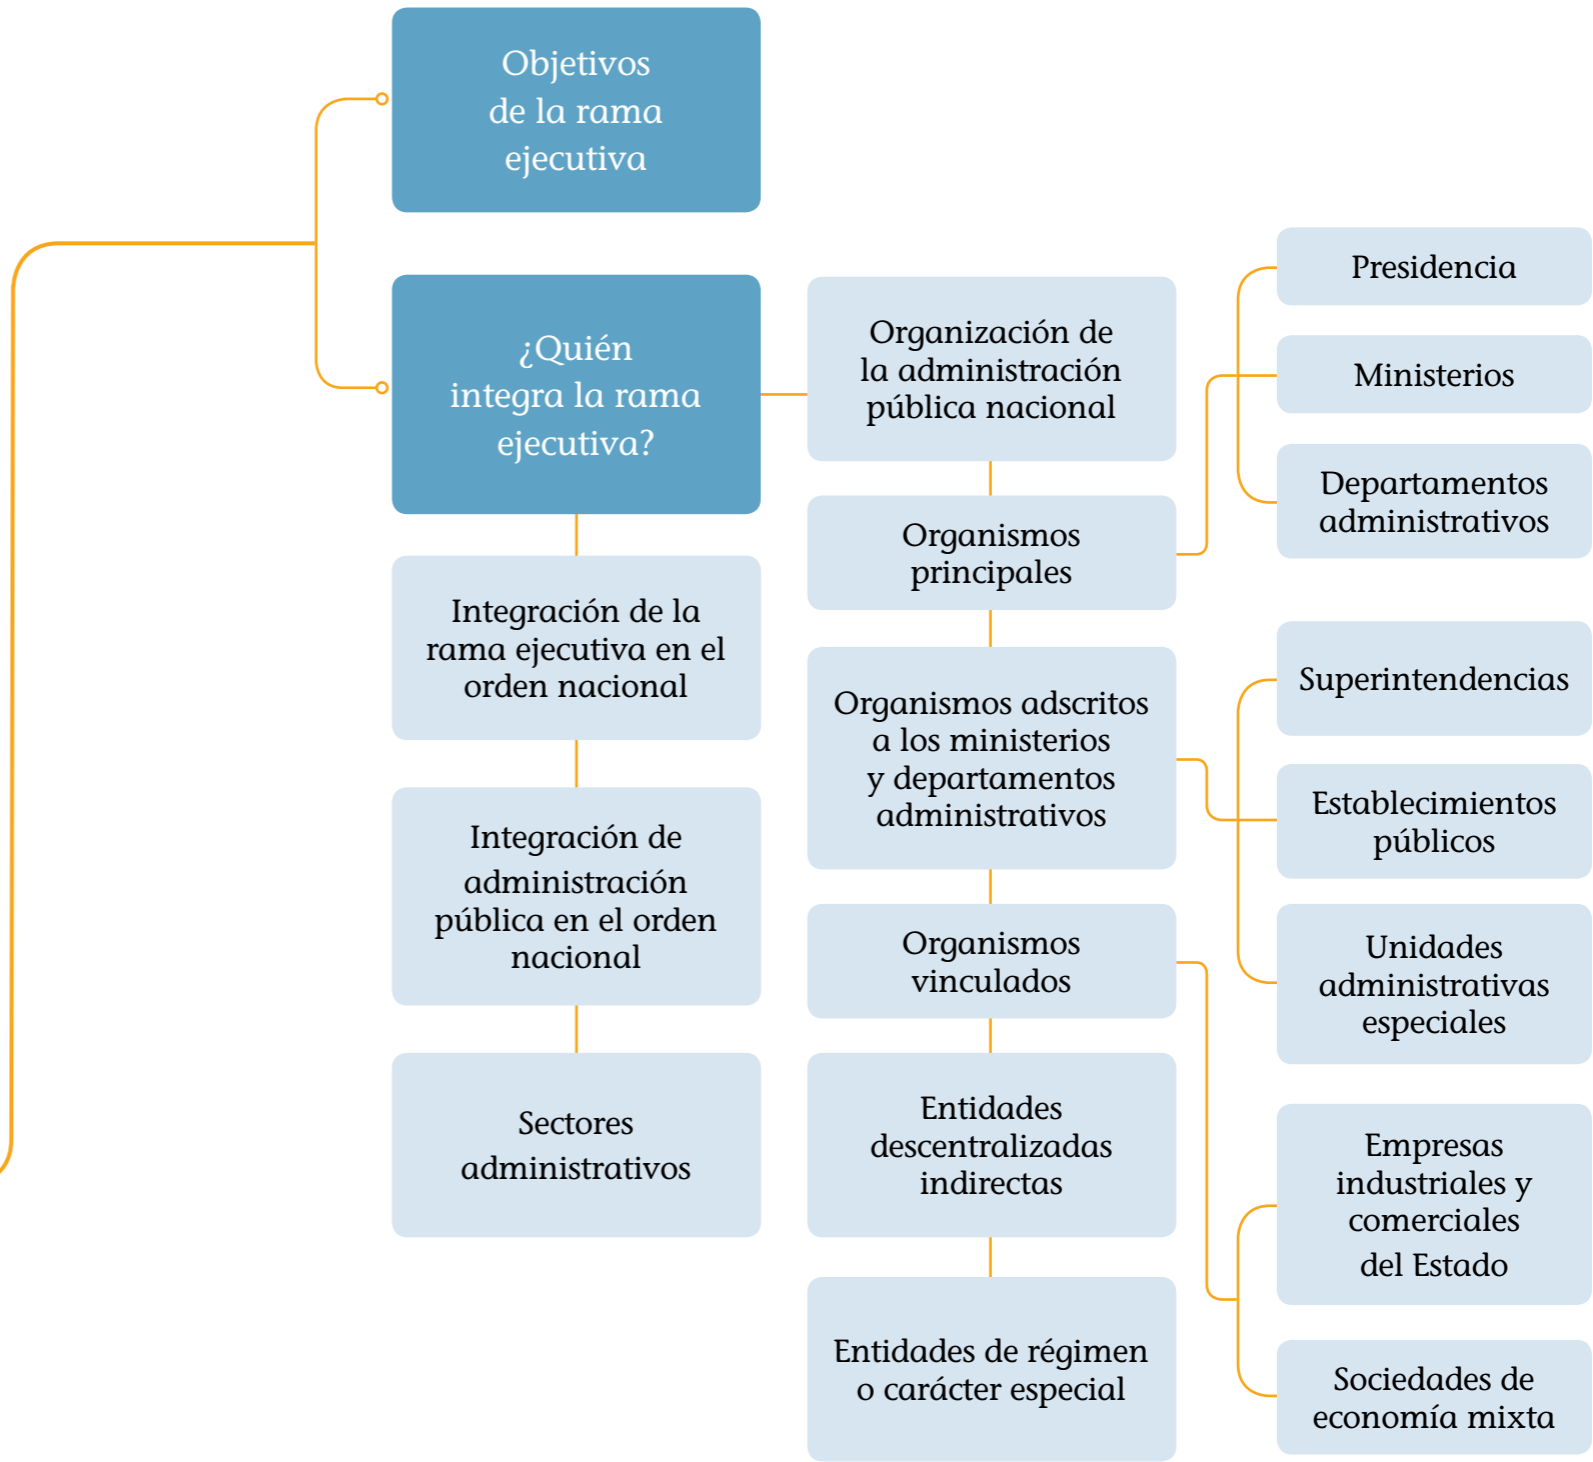 Objetivos
de la rama
ejecutiva
¿Quién
integra la rama
ejecutiva?
Integración de la
rama ejecutiva en el
orden nacional
Integración de
administración
pública en el orden
nacional
Sectores
administrativos
Organización de
la administración
pública nacional
Organismos
principales
Organismos adscritos
a los ministerios
y departamentos
administrativos
Organismos
vinculados
Entidades
descentralizadas
indirectas
Entidades de régimen
o carácter especial
Presidencia
Ministerios
Departamentos
administrativos
Superintendencias
Establecimientos
públicos
Unidades
administrativas
especiales
Empresas
industriales y
comerciales
del Estado
Sociedades de
economía mixta